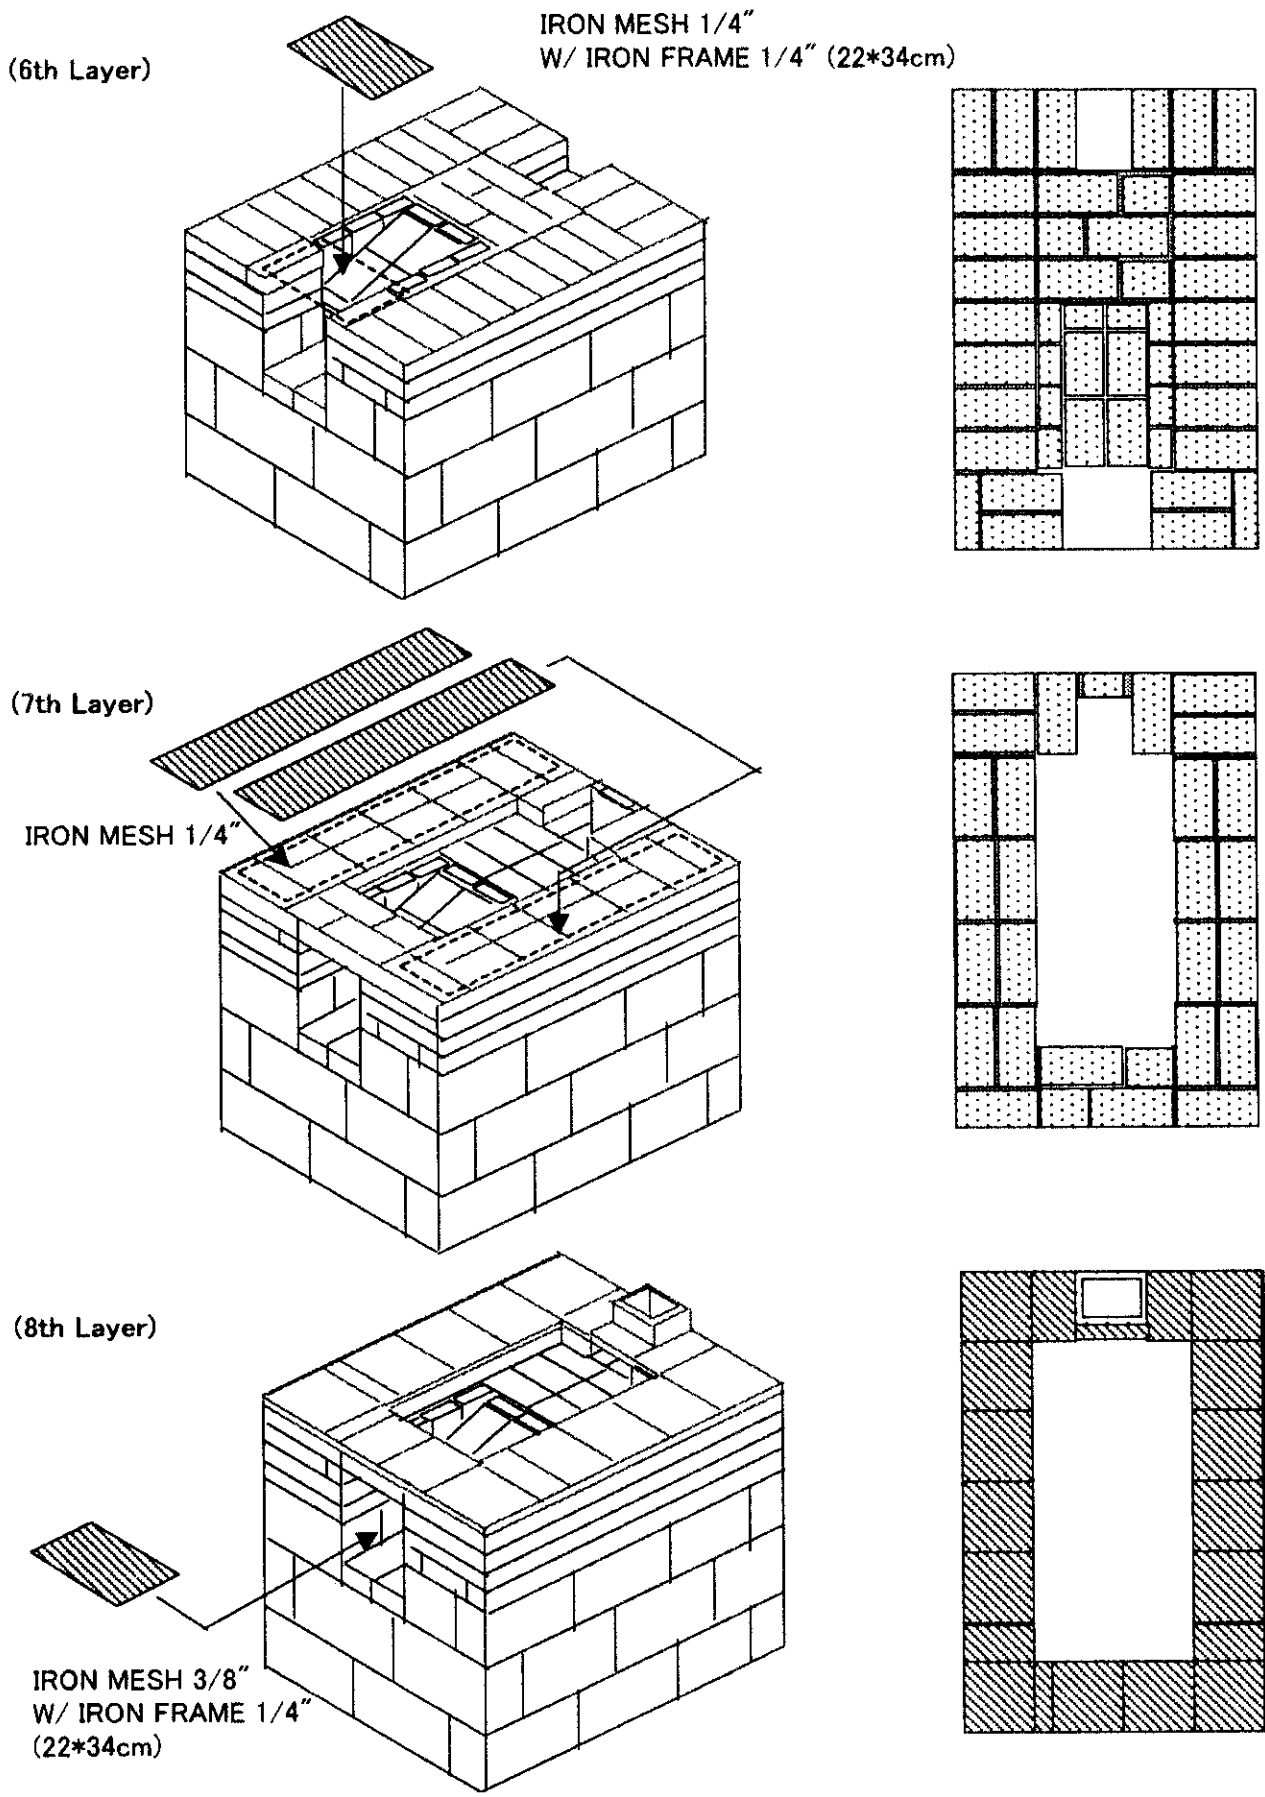 IRON MESH 1/4"
W/ IRON FRAME 1/4" (22*34cm)
(6th Layer)
(7th Layer)
IRON MESH 1/4"
(8th Layer)
IRON MESH 3/8"
W/ IRON FRAME 1/4"
(22*34cm)